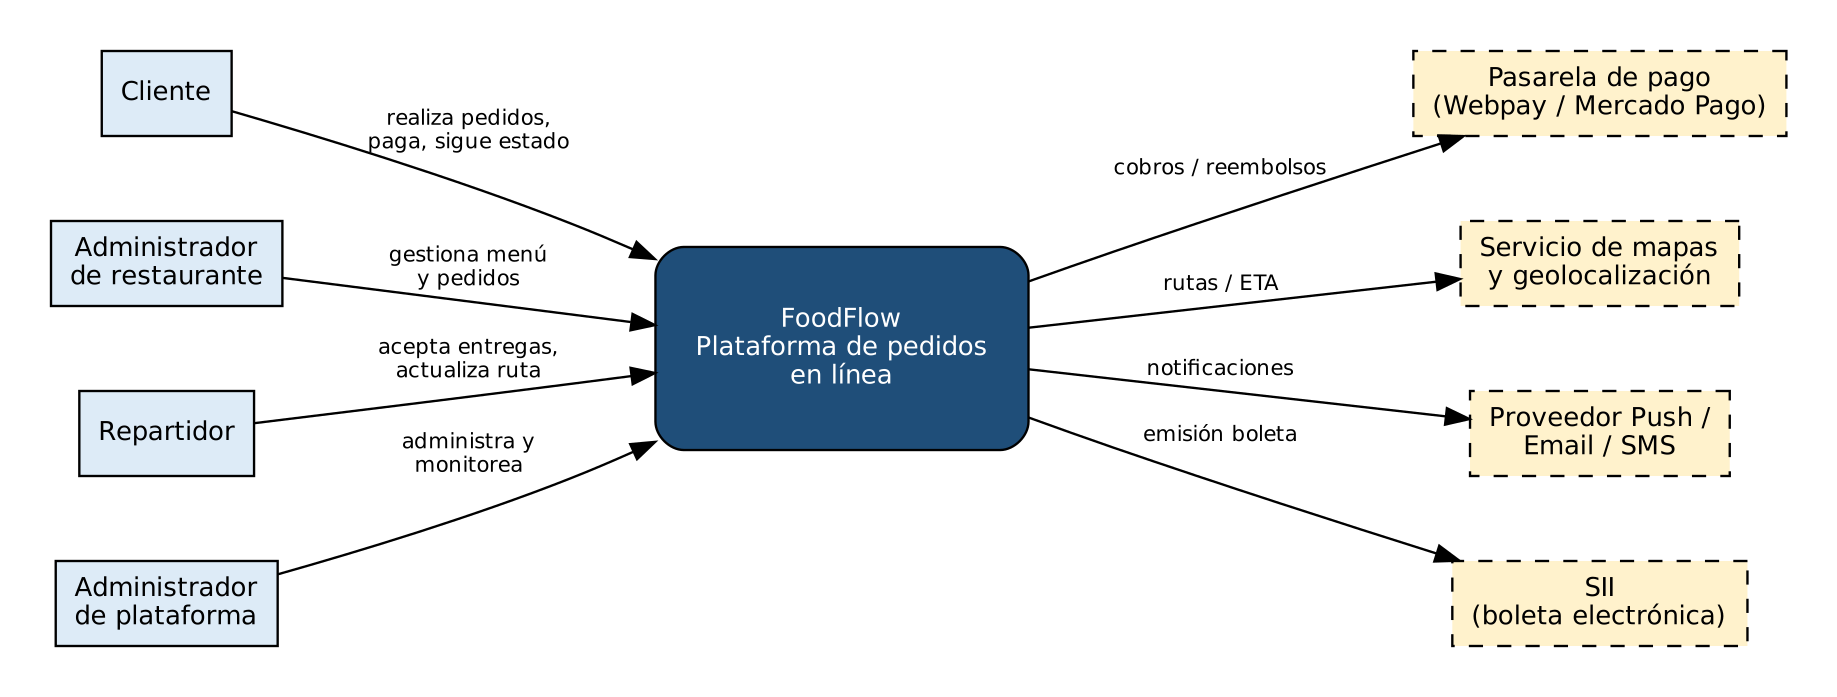 Cliente
realiza pedidos,
paga, sigue estado
Administrador
de restaurante
gestiona menú
y pedidos
Repartidor
acepta entregas,
actualiza ruta
Administrador
de plataforma
administra y
monitorea
FoodFlow
Plataforma de pedidos
en línea
cobros / reembolsos
Pasarela de pago
(Webpay / Mercado Pago)
rutas / ETA
Servicio de mapas
y geolocalización
notificaciones
Proveedor Push /
Email / SMS
emisión boleta
SII
(boleta electrónica)